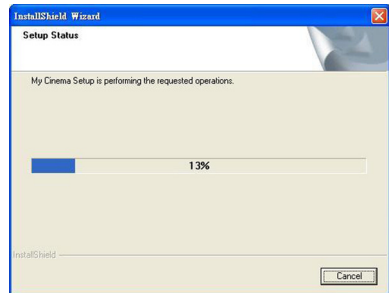 InstallShield Wizard
Setup Status
My Cinema Setup is performing the requested operations.
13%
InstallShield
Cancel